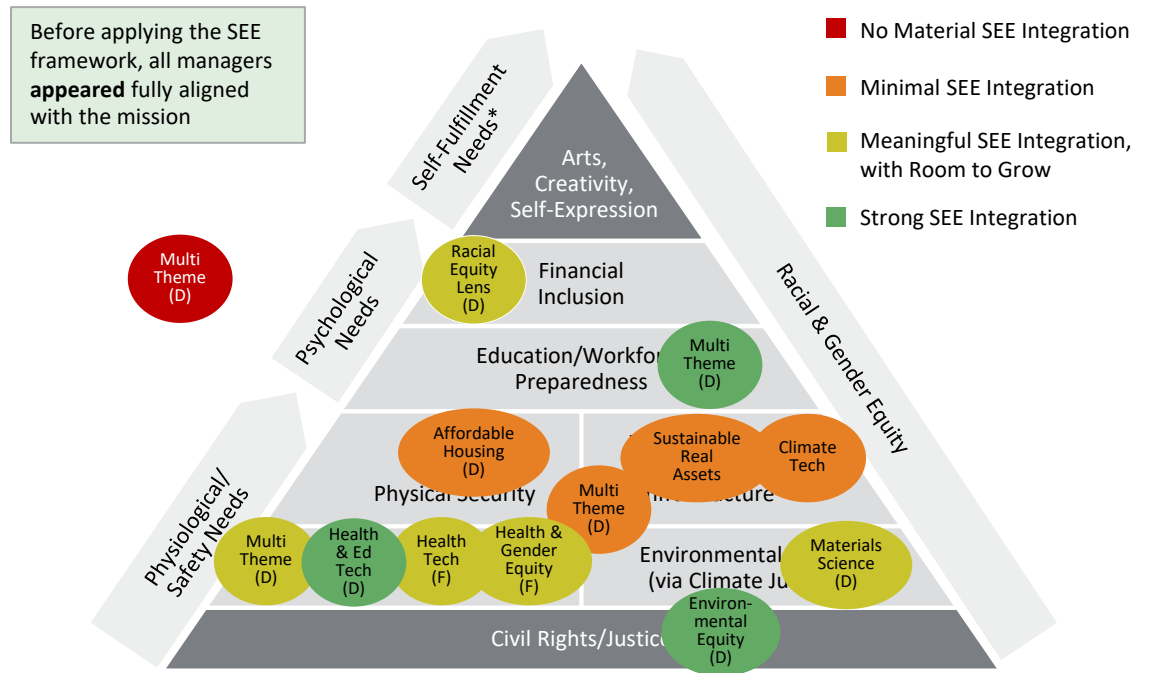 Before applying the SEE
framework, all managers
appeared fully aligned
with the mission
No Material SEE Integration
Minimal SEE Integration
Meaningful SEE Integration,
with Room to Grow
Strong SEE Integration
Self-Fulfillment
Needs*
Psychological
Needs
Physiological/
Safety Needs
Racial & Gender Equity
Arts,
Creativity,
Self-Expression
Multi
Theme
(D)
Racial
Equity
Lens
(D)
Financial
Inclusion
Education/Workfor
Preparedness
Multi
Theme
(D)
Affordable
Housing
(D)
Physical Security
Sustainable
Real
Assets
Climate
Tech
Multi
Theme
(D)
Multi
Theme
(D)
Health
& Ed
Tech
(D)
Health
Tech
(F)
Health &
Gender
Equity
(F)
Environmental
(via Climate Ju
Materials
Science
(D)
Civil Rights/Justice
Environ-
mental
Equity
(D)